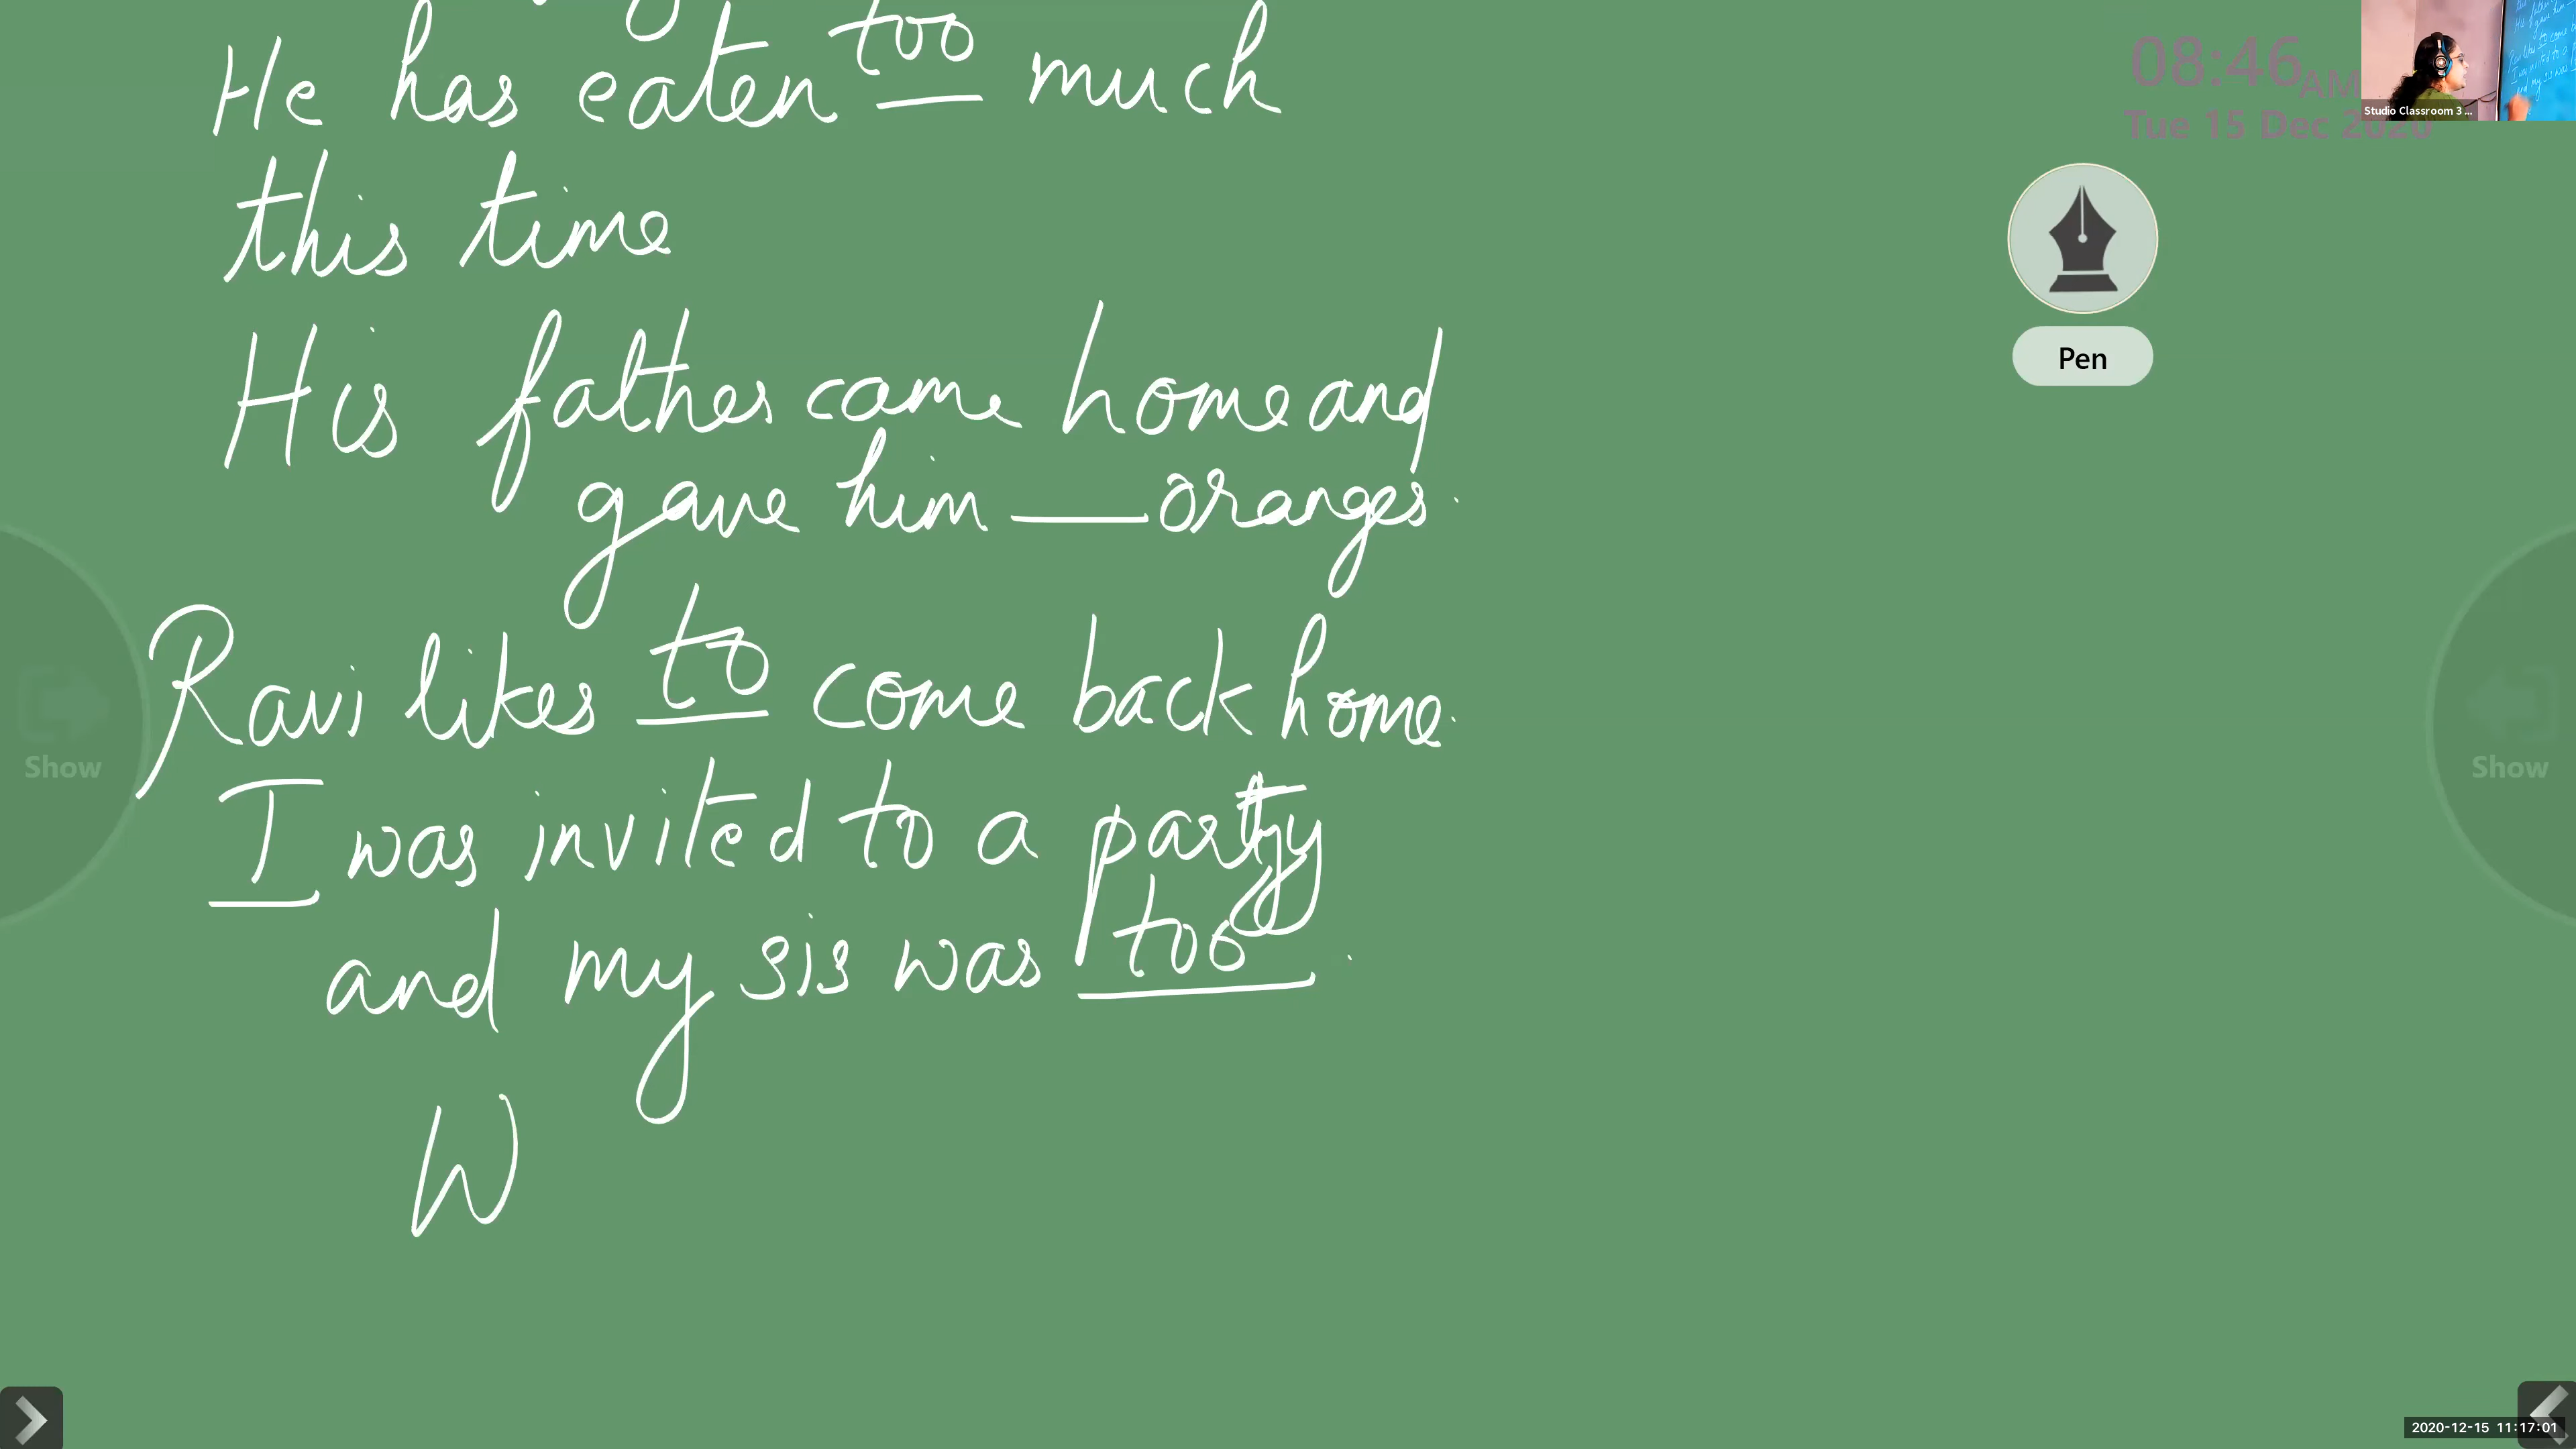 He has eaten too much
this time
His father came home and
gave him ___ oranges.
Ravi likes to come back home.
I was invited to a party
and my sis was too.
W
08:46 AM
Tue 15 Dec 2020
Studio Classroom 3 ...
Pen
Show
Show
2020-12-15 11:17:01